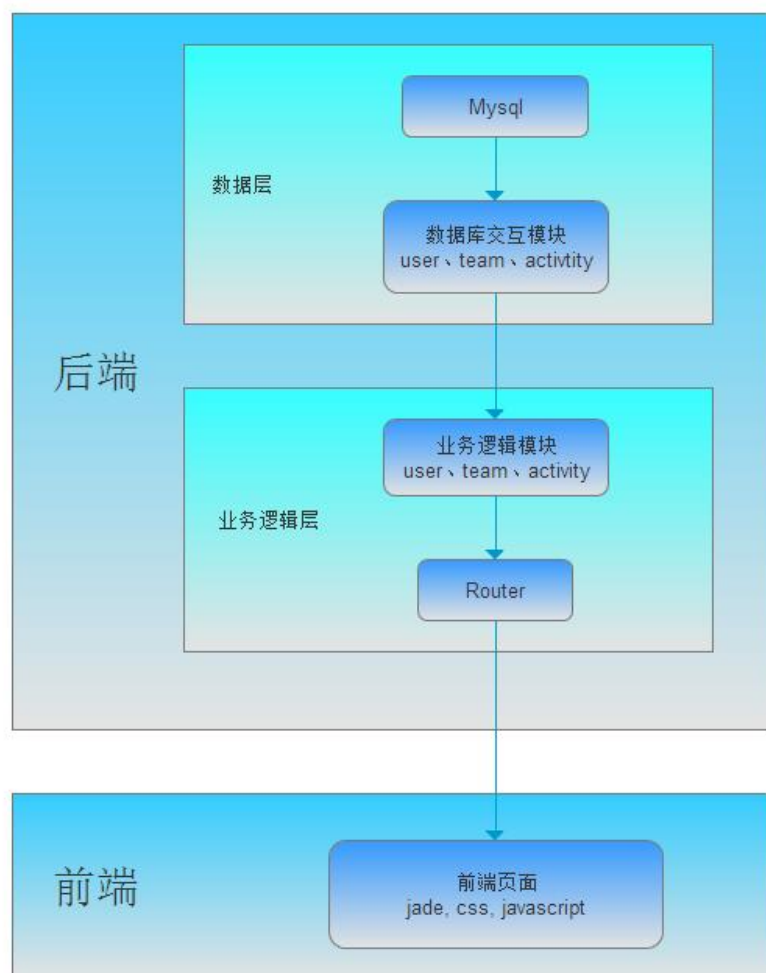 Mysql
数据层
数据库交互模块
user、team、activtity
后端
业务逻辑模块
user、team、activity
业务逻辑层
Router
前端
前端页面
jade, css, javascript